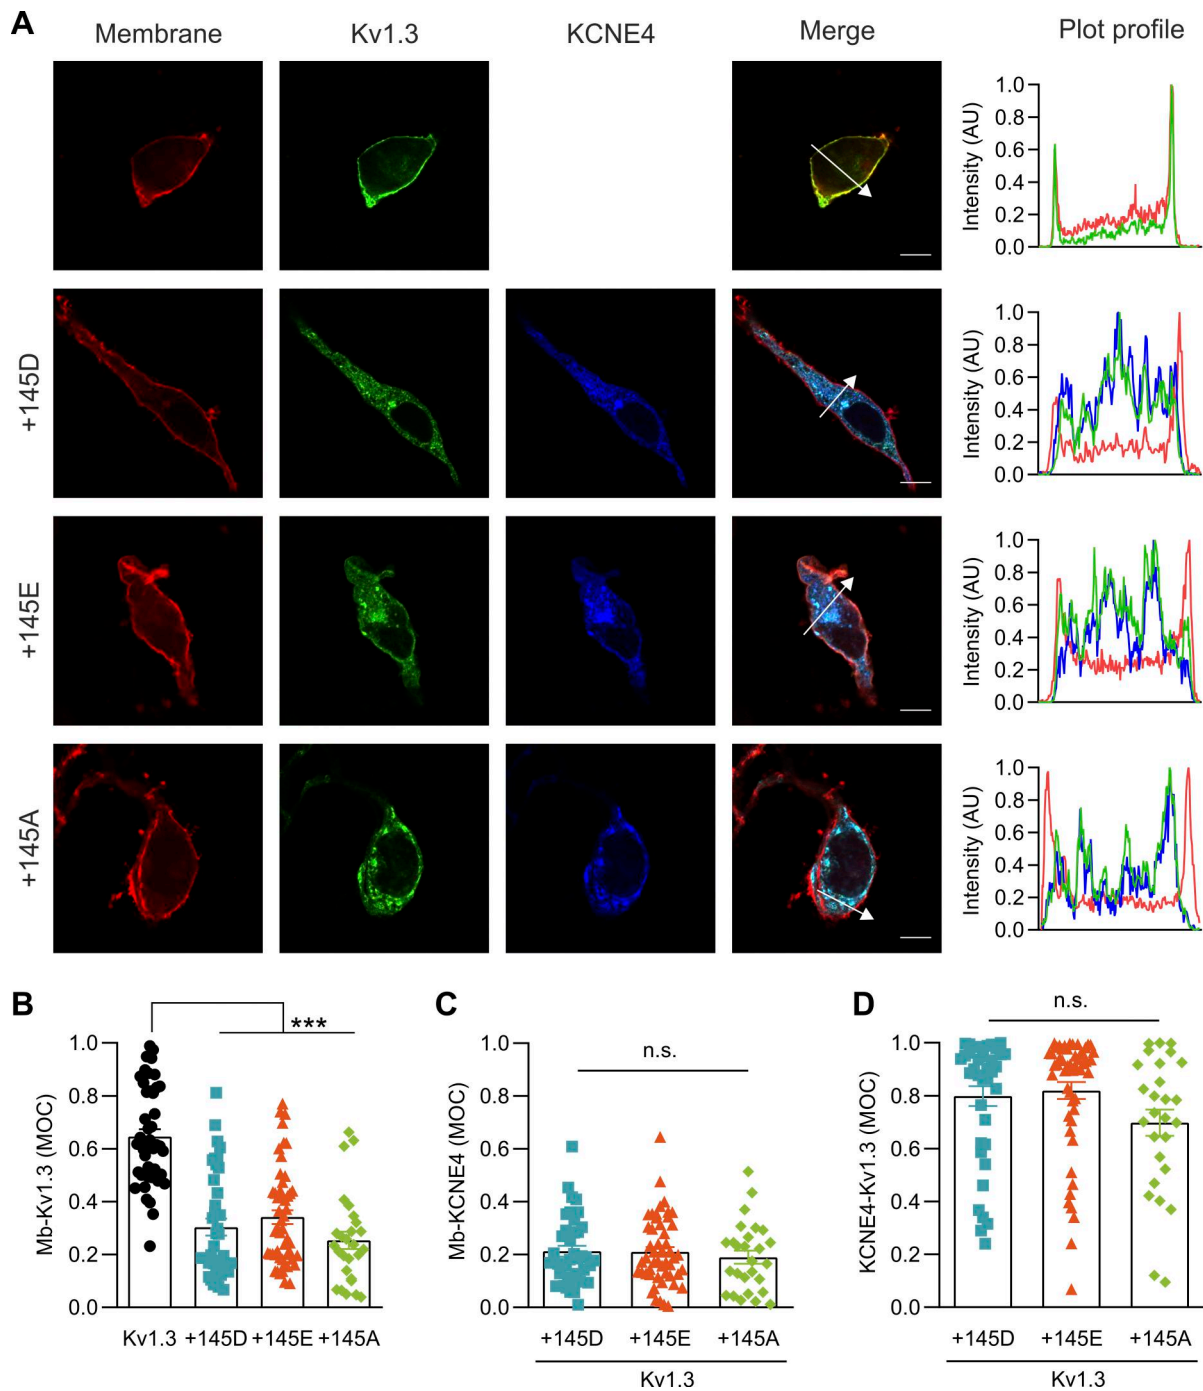 A
Membrane Kv1.3 KCNE4 Merge Plot profile
1.0
0.8
0.6
0.4
0.2
0.0
Intensity (AU)
+145D
1.0
0.8
0.6
0.4
0.2
0.0
Intensity (AU)
+145E
1.0
0.8
0.6
0.4
0.2
0.0
Intensity (AU)
+145A
1.0
0.8
0.6
0.4
0.2
0.0
Intensity (AU)
B
***
1.0
0.8
0.6
0.4
0.2
0.0
Mb-Kv1.3 (MOC)
Kv1.3 +145D +145E +145A
C
n.s.
1.0
0.8
0.6
0.4
0.2
0.0
Mb-KCNE4 (MOC)
+145D +145E +145A
Kv1.3
D
n.s.
1.0
0.8
0.6
0.4
0.2
0.0
KCNE4-Kv1.3 (MOC)
+145D +145E +145A
Kv1.3